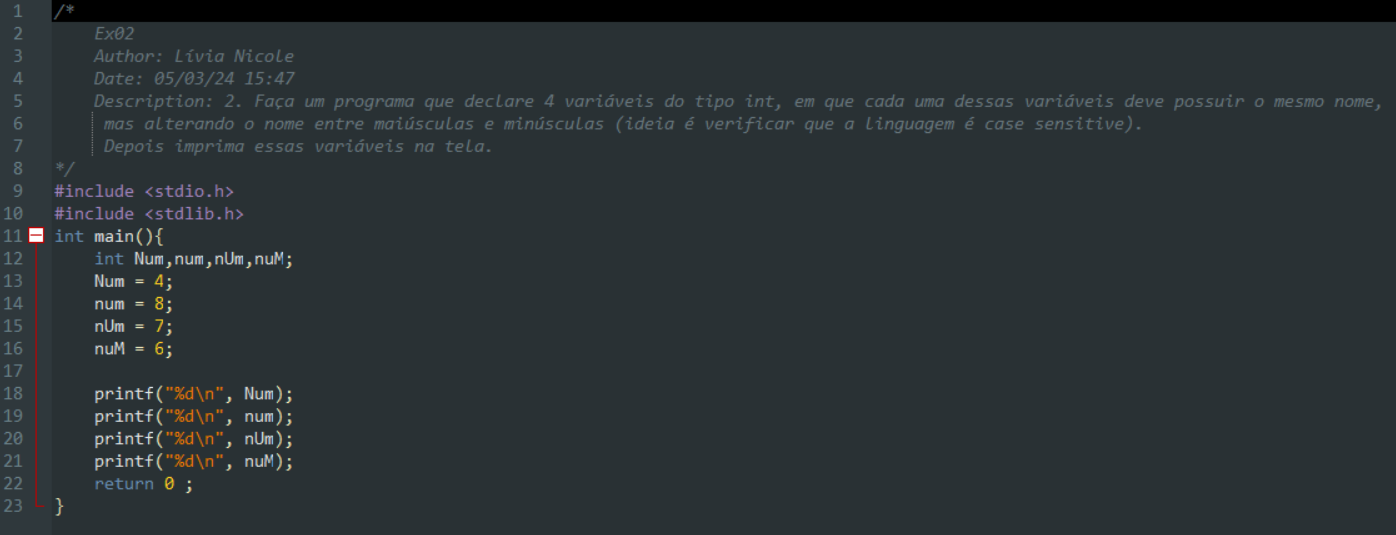 1 /*
2 Ex02
3 Author: Lívia Nicole
4 Date: 05/03/24 15:47
5 Description: 2. Faça um programa que declare 4 variáveis do tipo int, em que cada uma dessas variáveis deve possuir o mesmo nome,
6 mas alterando o nome entre maiúsculas e minúsculas (ideia é verificar que a linguagem é case sensitive).
7 Depois imprima essas variáveis na tela.
8 */
9 #include <stdio.h>
10 #include <stdlib.h>
11 int main(){
12 int Num,num,nUm,nuM;
13 Num = 4;
14 num = 8;
15 nUm = 7;
16 nuM = 6;
17
18 printf("%d\n", Num);
19 printf("%d\n", num);
20 printf("%d\n", nUm);
21 printf("%d\n", nuM);
22 return 0 ;
23 }